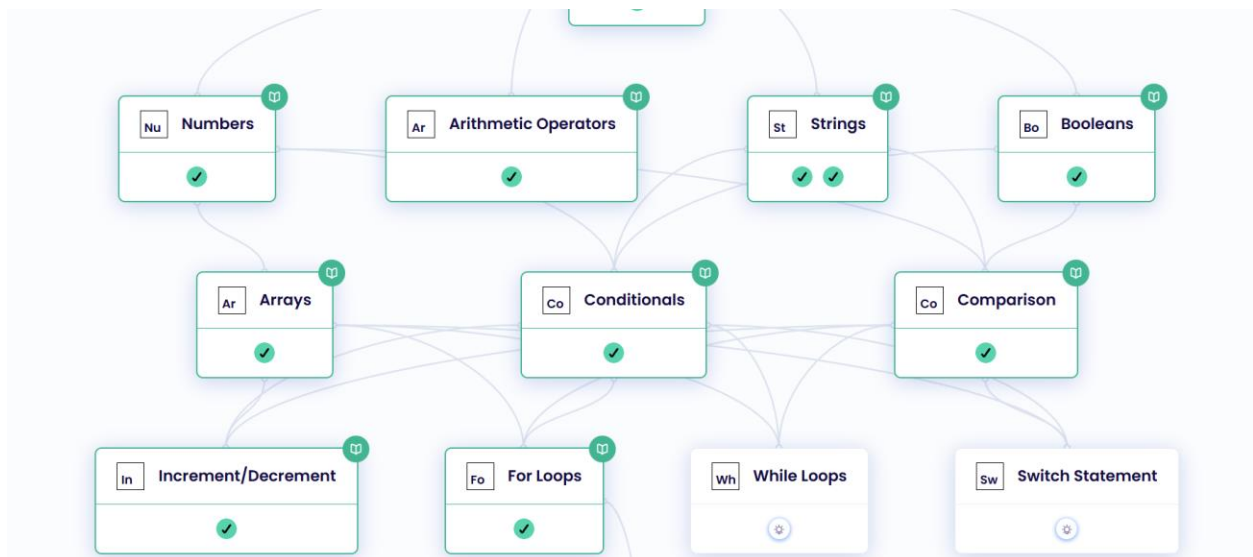 Nu Numbers
Ar Arithmetic Operators
St Strings
Bo Booleans
Ar Arrays
Co Conditionals
Co Comparison
In Increment/Decrement
Fo For Loops
Wh While Loops
Sw Switch Statement